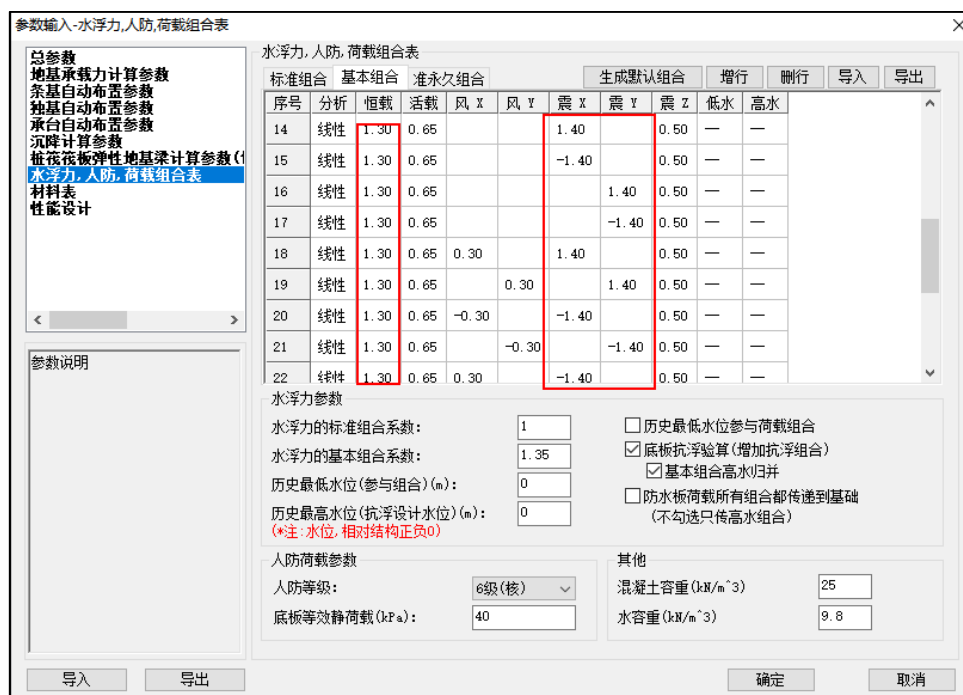 参数输入-水浮力,人防,荷载组合表
总参数
地基承载力计算参数
条基自动布置参数
独基自动布置参数
承台自动布置参数
沉降计算参数
桩筏筏板弹性地基梁计算参数(
水浮力,人防,荷载组合表
材料表
性能设计
参数说明
导入 导出
水浮力,人防,荷载组合表
标准组合 基本组合 准永久组合 生成默认组合 增行 删行 导入 导出
序号 分析 恒载 活载 风 X 风 Y 震 X 震 Y 震 Z 低水 高水
14 线性 1.30 0.65 1.40 0.50 — —
15 线性 1.30 0.65 -1.40 0.50 — —
16 线性 1.30 0.65 1.40 0.50 — —
17 线性 1.30 0.65 -1.40 0.50 — —
18 线性 1.30 0.65 0.30 1.40 0.50 — —
19 线性 1.30 0.65 0.30 1.40 0.50 — —
20 线性 1.30 0.65 -0.30 -1.40 0.50 — —
21 线性 1.30 0.65 -0.30 -1.40 0.50 — —
22 线性 1.30 0.65 0.30 -1.40 0.50 — —
水浮力参数
水浮力的标准组合系数: 1
水浮力的基本组合系数: 1.35
历史最低水位(参与组合)(m): 0
历史最高水位(抗浮设计水位)(m): 0
(*注:水位,相对结构正负0)
历史最低水位参与荷载组合
底板抗浮验算(增加抗浮组合)
基本组合高水归并
防水板荷载所有组合都传递到基础
(不勾选只传高水组合)
人防荷载参数
人防等级: 6级(核)
底板等效静荷载(kPa): 40
其他
混凝土容重(kN/m^3) 25
水容重(kN/m^3) 9.8
确定 取消